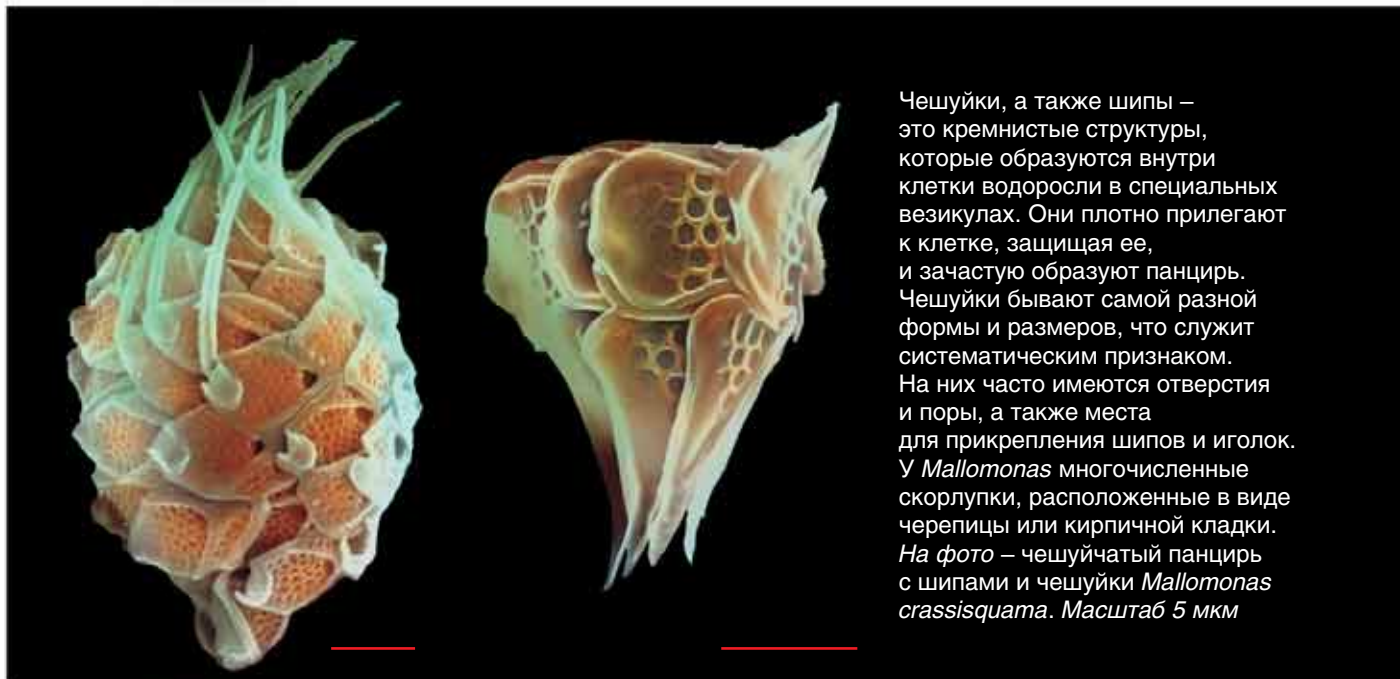 Чешуйки, а также шипы –
это кремнистые структуры,
которые образуются внутри
клетки водоросли в специальных
везикулах. Они плотно прилегают
к клетке, защищая ее,
и зачастую образуют панцирь.
Чешуйки бывают самой разной
формы и размеров, что служит
систематическим признаком.
На них часто имеются отверстия
и поры, а также места
для прикрепления шипов и иголок.
У Mallomonas многочисленные
скорлупки, расположенные в виде
черепицы или кирпичной кладки.
На фото – чешуйчатый панцирь
с шипами и чешуйки Mallomonas
crassisquama. Масштаб 5 мкм